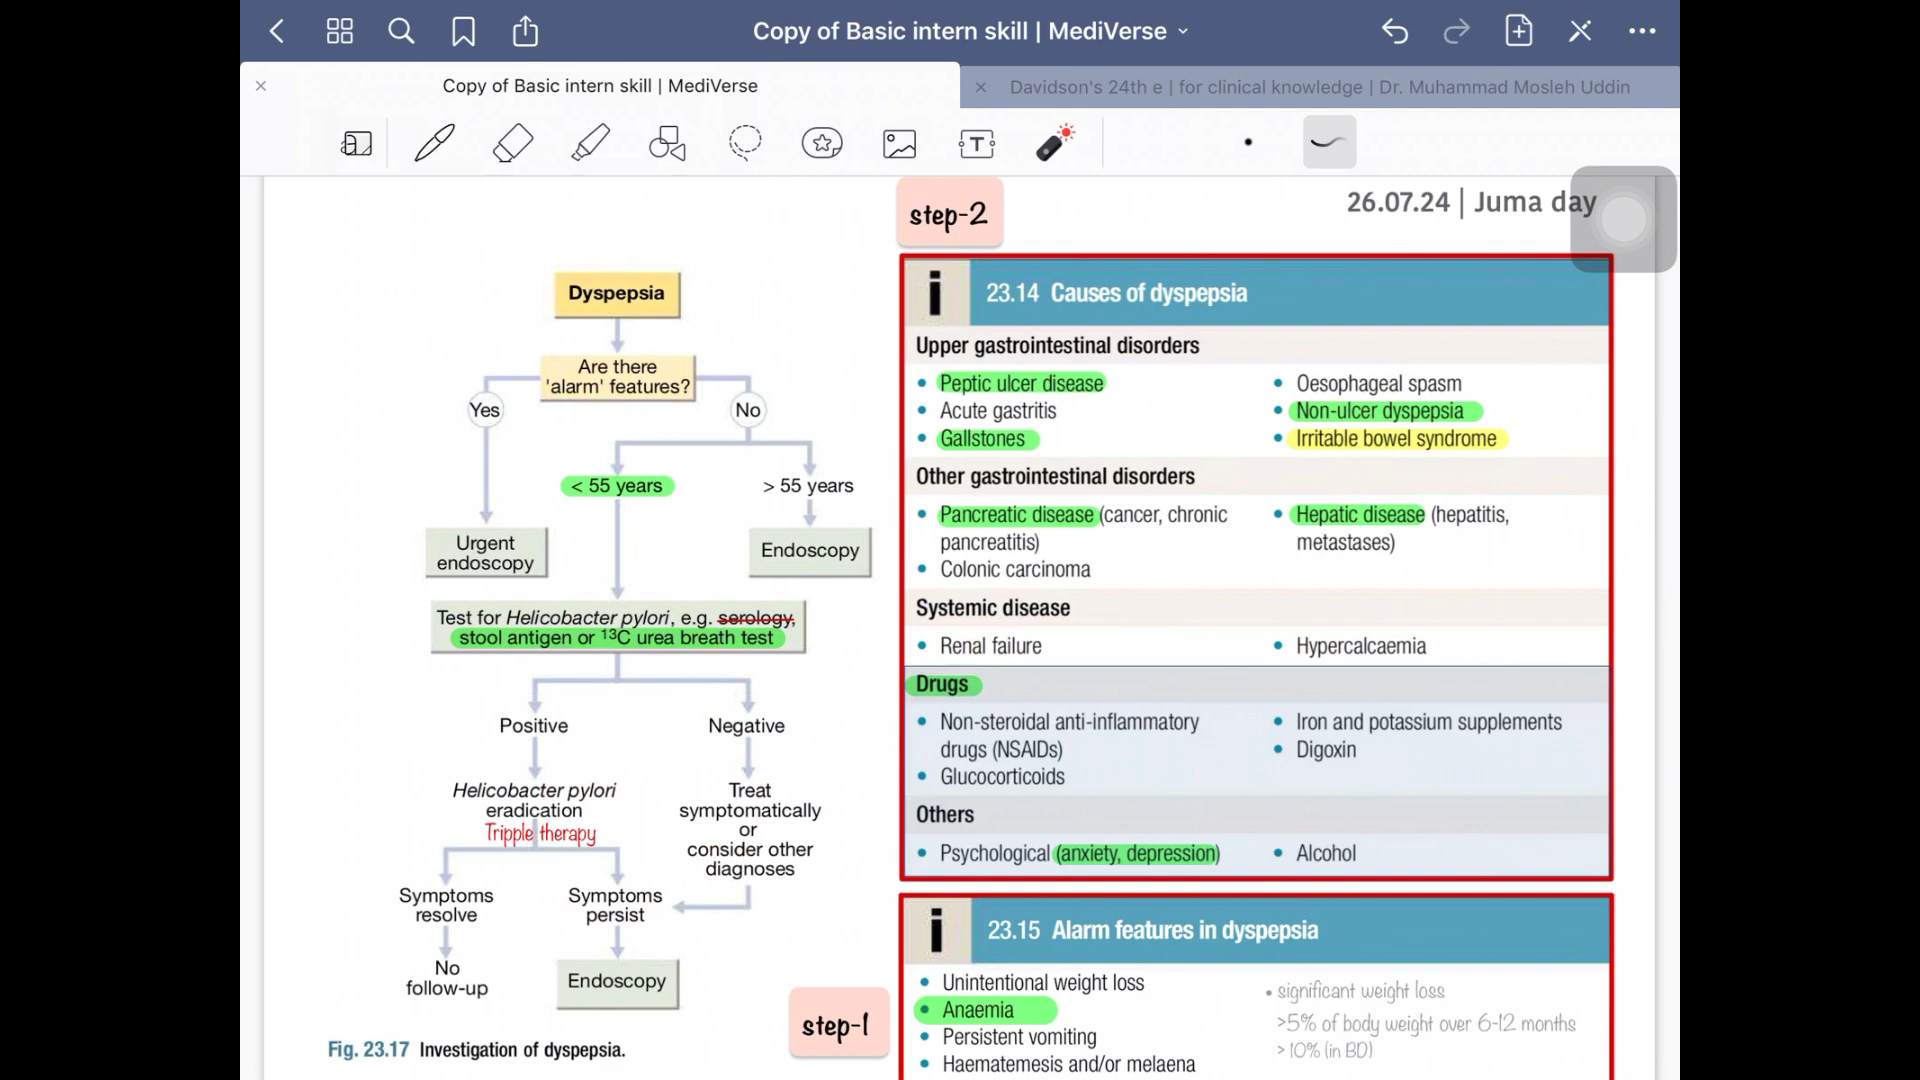 Copy of Basic intern skill | MediVerse
Copy of Basic intern skill | MediVerse
Davidson's 24th e | for clinical knowledge | Dr. Muhammad Mosleh Uddin
T
step-2
26.07.24 | Juma day
Dyspepsia
Are there
'alarm' features?
Yes
No
< 55 years
> 55 years
Urgent
endoscopy
Endoscopy
Test for Helicobacter pylori, e.g. serology,
stool antigen or ¹³C urea breath test
Positive
Negative
Helicobacter pylori
eradication
Tripple therapy
Treat
symptomatically
or
consider other
diagnoses
Symptoms
resolve
Symptoms
persist
No
follow-up
Endoscopy
Fig. 23.17 Investigation of dyspepsia.
i
23.14 Causes of dyspepsia
Upper gastrointestinal disorders
• Peptic ulcer disease
• Acute gastritis
• Gallstones
• Oesophageal spasm
• Non-ulcer dyspepsia
• Irritable bowel syndrome
Other gastrointestinal disorders
• Pancreatic disease (cancer, chronic
pancreatitis)
• Colonic carcinoma
• Hepatic disease (hepatitis,
metastases)
Systemic disease
• Renal failure
• Hypercalcaemia
Drugs
• Non-steroidal anti-inflammatory
drugs (NSAIDs)
• Glucocorticoids
• Iron and potassium supplements
• Digoxin
Others
• Psychological (anxiety, depression)
• Alcohol
step-1
i
23.15 Alarm features in dyspepsia
• Unintentional weight loss
• Anaemia
• Persistent vomiting
• Haematemesis and/or melaena
• significant weight loss
>5% of body weight over 6-12 months
> 10% (in BD)